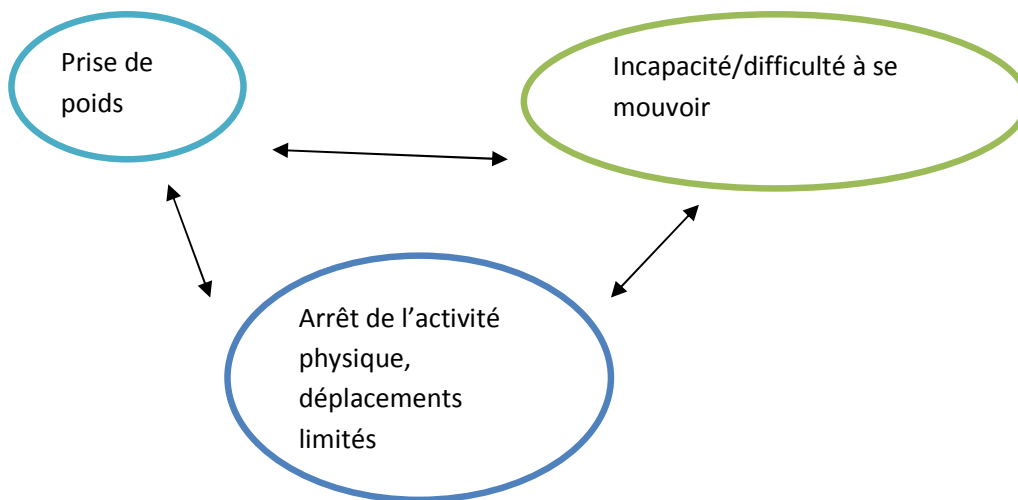 Prise de
poids
Incapacité/difficulté à se
mouvoir
Arrêt de l’activité
physique,
déplacements
limités